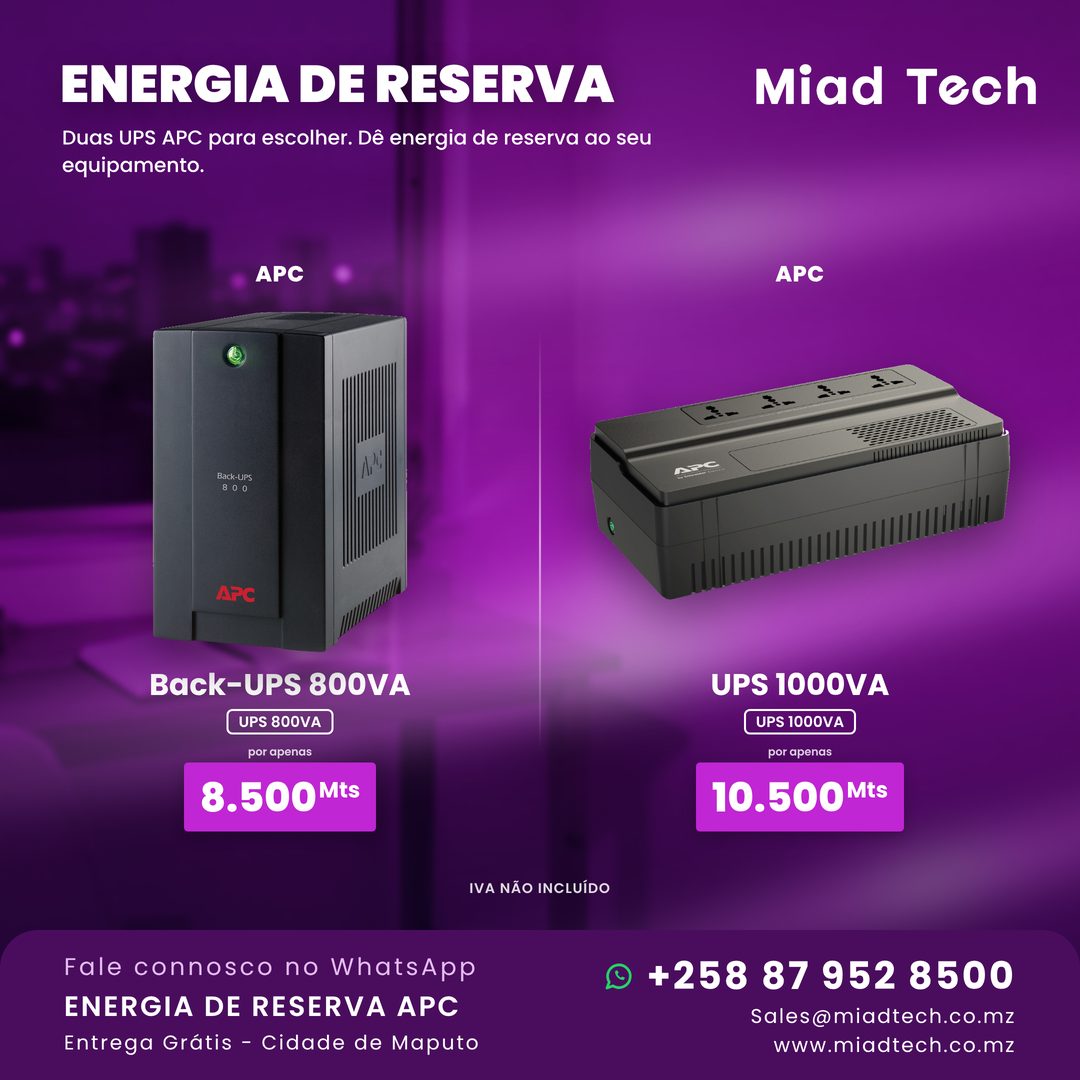 ENERGIA DE RESERVA
Miad Tech
Duas UPS APC para escolher. Dê energia de reserva ao seu
equipamento.
APC
Back-UPS
800
APC
APC
Back-UPS 800VA
UPS 800VA
por apenas
8.500Mts
APC
APC
UPS 1000VA
UPS 1000VA
por apenas
10.500Mts
IVA NÃO INCLUÍDO
Fale connosco no WhatsApp
ENERGIA DE RESERVA APC
Entrega Grátis - Cidade de Maputo
+258 87 952 8500
Sales@miadtech.co.mz
www.miadtech.co.mz